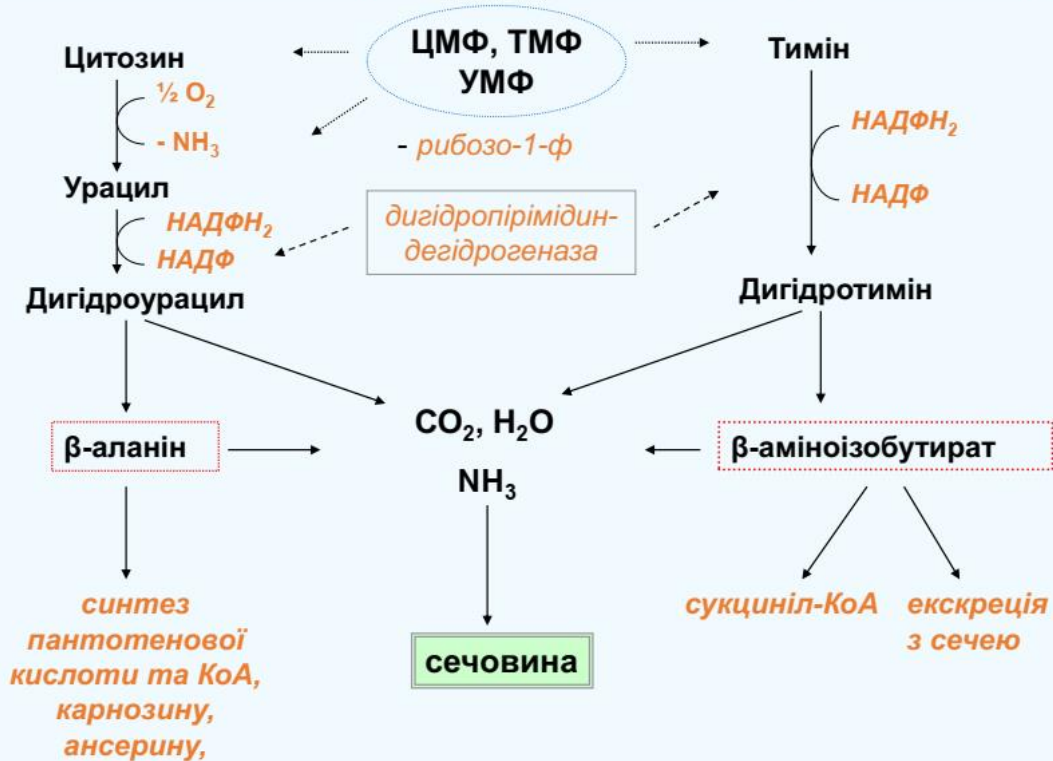 ЦМФ, ТМФ
УМФ
Цитозин
Тимін
½ O₂
- NH₃
- рибозо-1-ф
НАДФН₂
НАДФ
Урацил
НАДФН₂
НАДФ
дигідропірімідин-
дегідрогеназа
Дигідроурацил
Дигідротимін
CO₂, H₂O
NH₃
β-аланін
β-аміноізобутират
синтез
пантотенової
кислоти та КоА,
карнозину,
ансерину,
сечовина
сукциніл-КоА
екскреція
з сечею